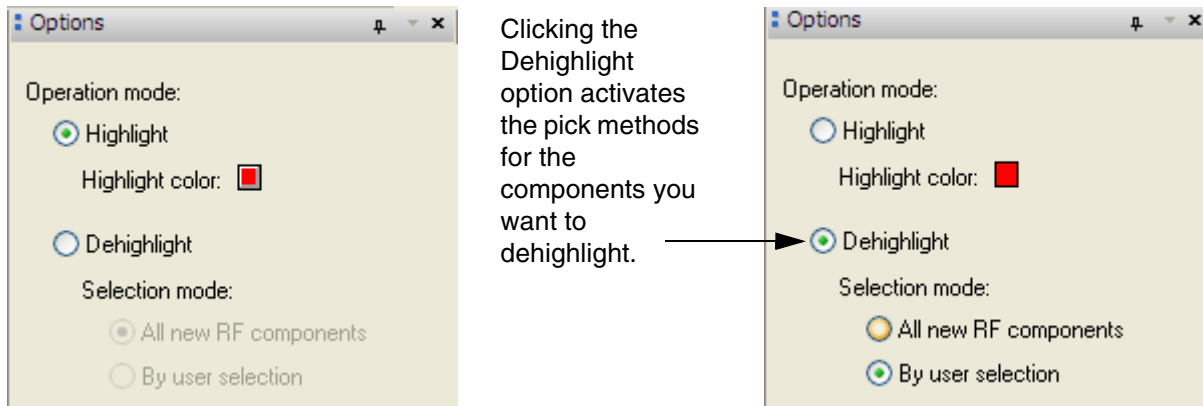 Options
Operation mode:
Highlight
Highlight color:
Dehighlight
Selection mode:
All new RF components
By user selection
Clicking the
Dehighlight
option activates
the pick methods
for the
components you
want to
dehighlight.
Options
Operation mode:
Highlight
Highlight color:
Dehighlight
Selection mode:
All new RF components
By user selection